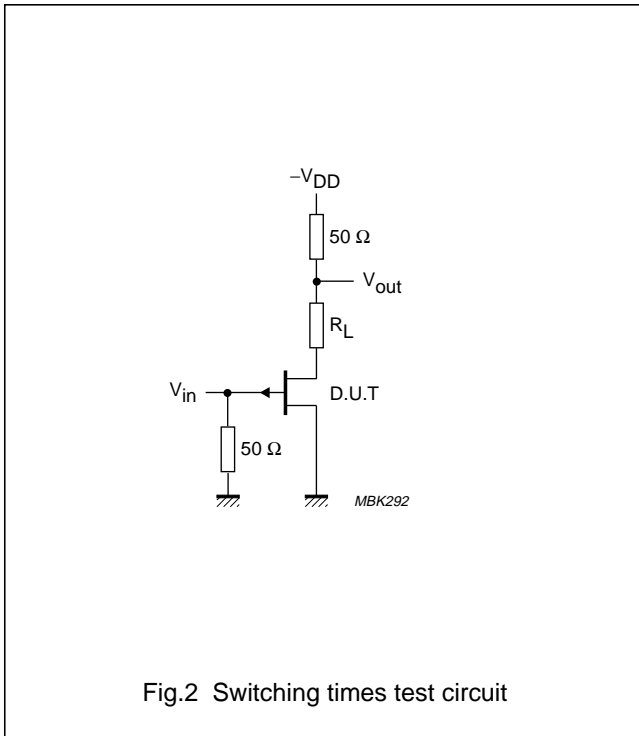 –VDD
50 Ω
Vout
RL
Vin
D.U.T
50 Ω
MBK292
Fig.2 Switching times test circuit